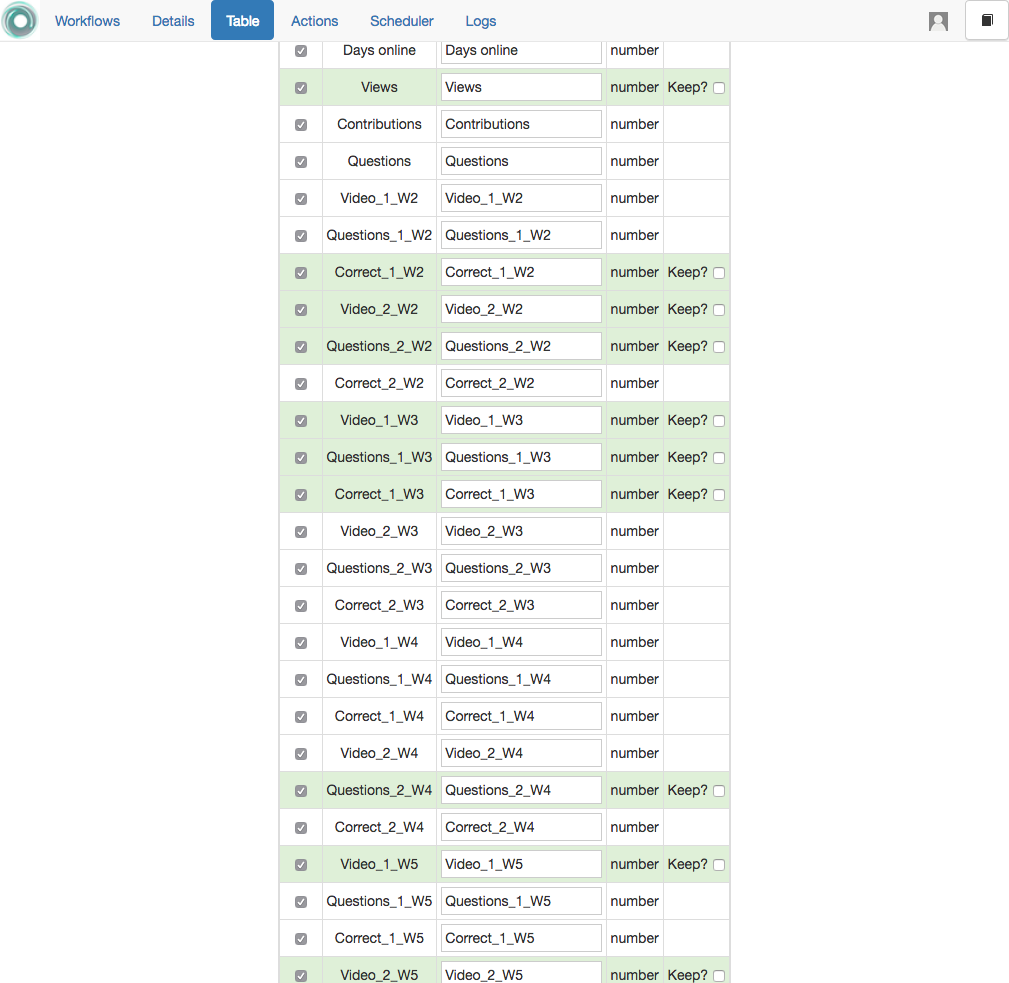 Workflows Details Table Actions Scheduler Logs
Days online Days online number
Views Views number Keep?
Contributions Contributions number
Questions Questions number
Video_1_W2 Video_1_W2 number
Questions_1_W2 Questions_1_W2 number
Correct_1_W2 Correct_1_W2 number Keep?
Video_2_W2 Video_2_W2 number Keep?
Questions_2_W2 Questions_2_W2 number Keep?
Correct_2_W2 Correct_2_W2 number
Video_1_W3 Video_1_W3 number Keep?
Questions_1_W3 Questions_1_W3 number Keep?
Correct_1_W3 Correct_1_W3 number Keep?
Video_2_W3 Video_2_W3 number
Questions_2_W3 Questions_2_W3 number
Correct_2_W3 Correct_2_W3 number
Video_1_W4 Video_1_W4 number
Questions_1_W4 Questions_1_W4 number
Correct_1_W4 Correct_1_W4 number
Video_2_W4 Video_2_W4 number
Questions_2_W4 Questions_2_W4 number Keep?
Correct_2_W4 Correct_2_W4 number
Video_1_W5 Video_1_W5 number Keep?
Questions_1_W5 Questions_1_W5 number
Correct_1_W5 Correct_1_W5 number
Video_2_W5 Video_2_W5 number Keep?